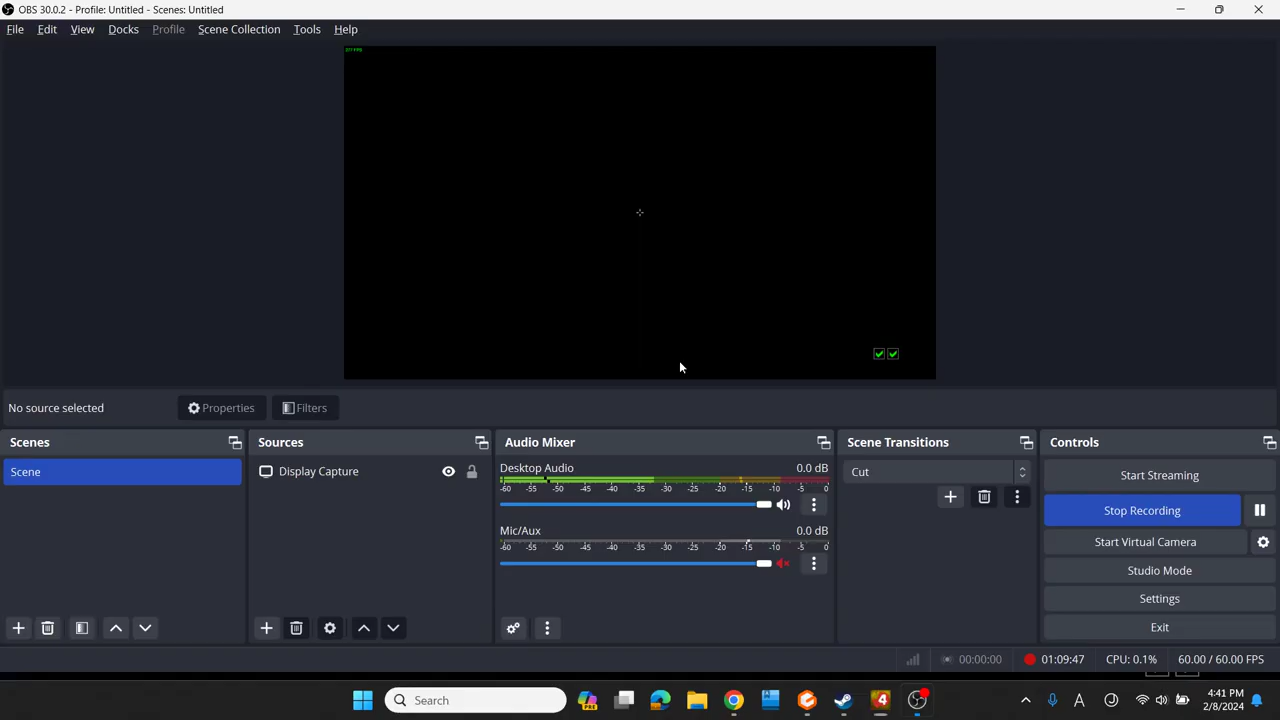 OBS 30.0.2 - Profile: Untitled - Scenes: Untitled
File Edit View Docks Profile Scene Collection Tools Help
No source selected Properties Filters
Scenes
Scene
Sources
Display Capture
Audio Mixer
Desktop Audio 0.0 dB
-60 -55 -50 -45 -40 -35 -30 -25 -20 -15 -10 -5 0
Mic/Aux 0.0 dB
-60 -55 -50 -45 -40 -35 -30 -25 -20 -15 -10 -5 0
Scene Transitions
Cut
Controls
Start Streaming
Stop Recording
Start Virtual Camera
Studio Mode
Settings
Exit
00:00:00 01:09:47 CPU: 0.1% 60.00 / 60.00 FPS
Search
PRE
4
A
4:41 PM
2/8/2024